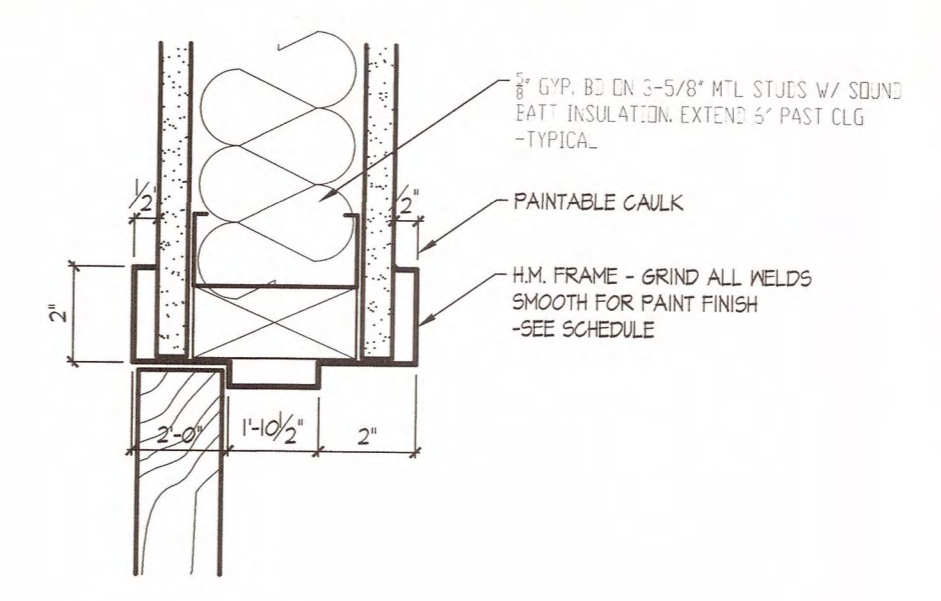 5/8" GYP. BD ON 3-5/8" MTL STUDS W/ SOUND
BATT INSULATION. EXTEND 6" PAST CLG
-TYPICAL
1/2"
1/2"
PAINTABLE CAULK
H.M. FRAME - GRIND ALL WELDS
SMOOTH FOR PAINT FINISH
-SEE SCHEDULE
2"
2'-0"
1'-10 1/2"
2"